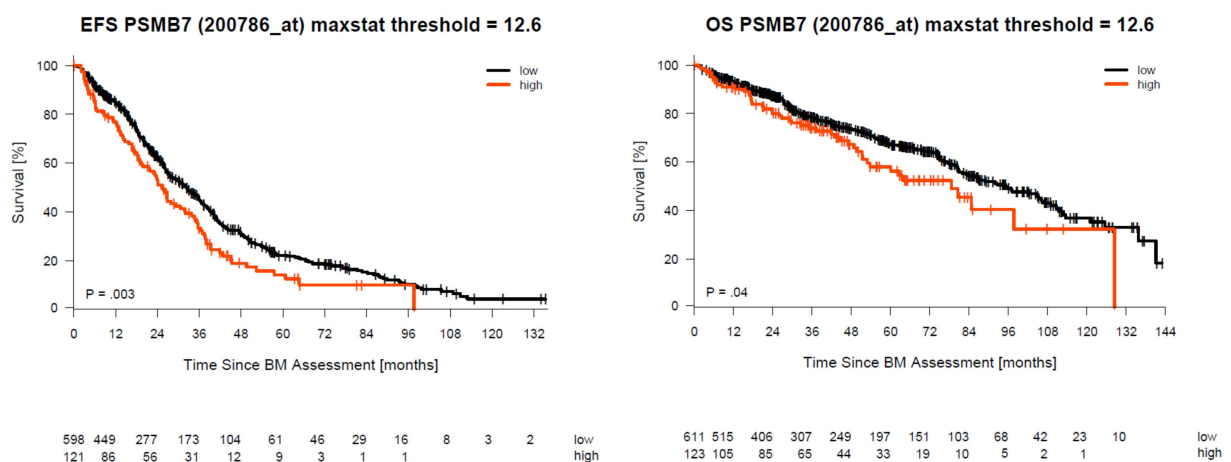 EFS PSMB7 (200786_at) maxstat threshold = 12.6
low
high
100
80
60
40
20
0
Survival [%]
P = .003
0 12 24 36 48 60 72 84 96 108 120 132
Time Since BM Assessment [months]
598 449 277 173 104 61 46 29 16 8 3 2 low
121 86 56 31 12 9 3 1 1 high
OS PSMB7 (200786_at) maxstat threshold = 12.6
low
high
100
80
60
40
20
0
Survival [%]
P = .04
0 12 24 36 48 60 72 84 96 108 120 132 144
Time Since BM Assessment [months]
611 515 406 307 249 197 151 103 68 42 23 10 low
123 105 85 65 44 33 19 10 5 2 1 high